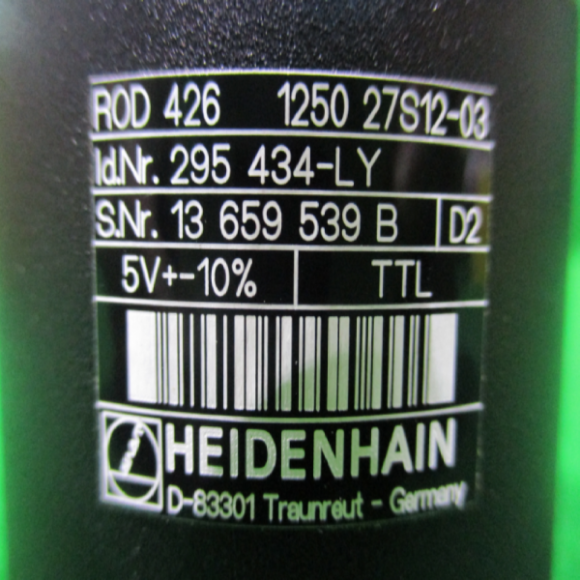 ROD 426 1250 27S12-03
Id.Nr. 295 434-LY
S.Nr. 13 659 539 B D2
5V+-10% TTL
HEIDENHAIN
D-83301 Traunreut - Germany